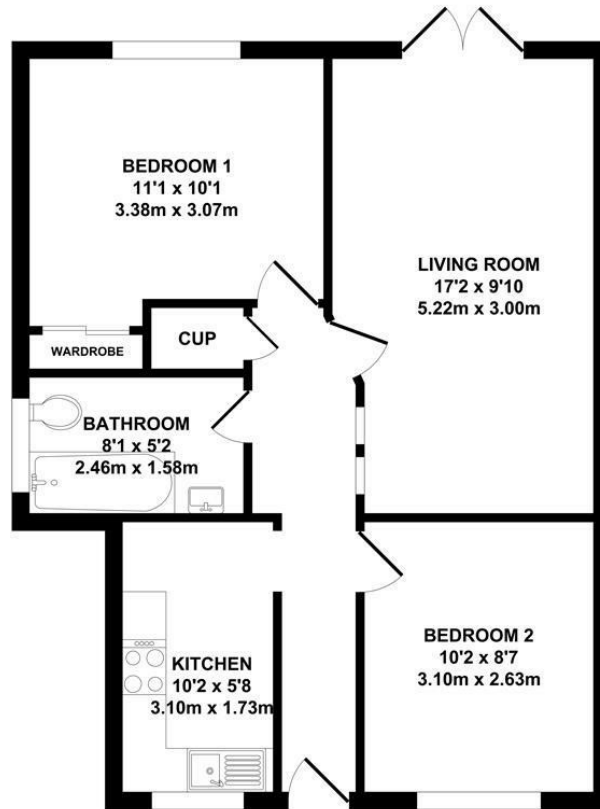 BEDROOM 1
11'1 x 10'1
3.38m x 3.07m
LIVING ROOM
17'2 x 9'10
5.22m x 3.00m
CUP
WARDROBE
BATHROOM
8'1 x 5'2
2.46m x 1.58m
KITCHEN
10'2 x 5'8
3.10m x 1.73m
BEDROOM 2
10'2 x 8'7
3.10m x 2.63m